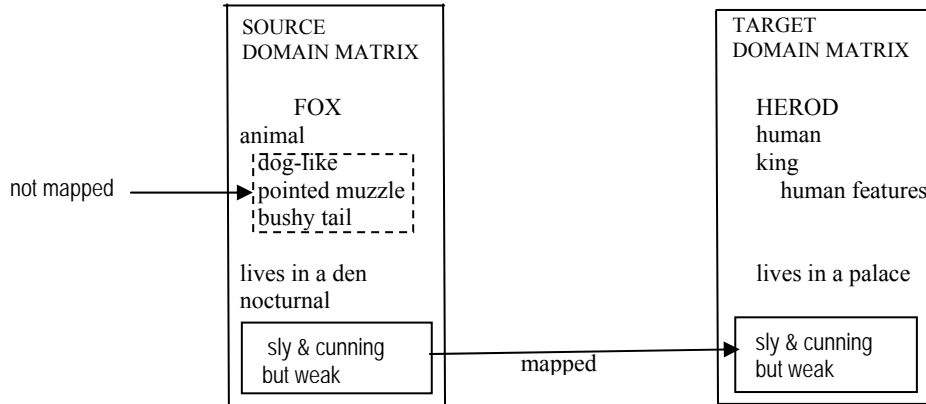 SOURCE
DOMAIN MATRIX
FOX
animal
dog-like
pointed muzzle
bushy tail
lives in a den
nocturnal
sly & cunning
but weak
not mapped
mapped
TARGET
DOMAIN MATRIX
HEROD
human
king
human features
lives in a palace
sly & cunning
but weak